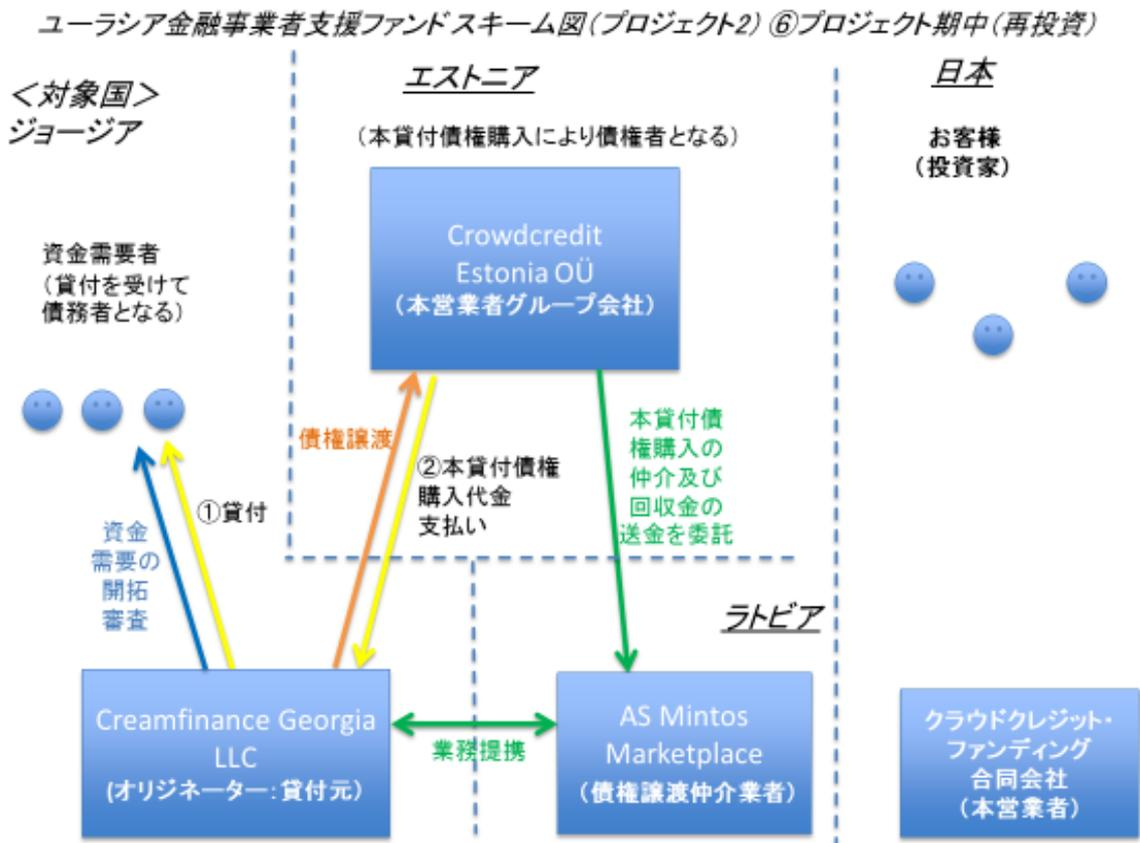 ユーラシア金融事業者支援ファンドスキーム図(プロジェクト2) ⑥プロジェクト期中(再投資)
＜対象国＞
ジョージア
エストニア
日本
(本貸付債権購入により債権者となる)
お客様
(投資家)
Crowdcredit
Estonia OÜ
(本営業者グループ会社)
資金需要者
(貸付を受けて
債務者となる)
債権譲渡
②本貸付債権
購入代金
支払い
本貸付債
権購入の
仲介及び
回収金の
送金を委託
①貸付
資金
需要の
開拓
審査
ラトビア
Creamfinance Georgia
LLC
(オリジネーター:貸付元)
業務提携
AS Mintos
Marketplace
(債権譲渡仲介業者)
クラウドクレジット・
ファンディング
合同会社
(本営業者)